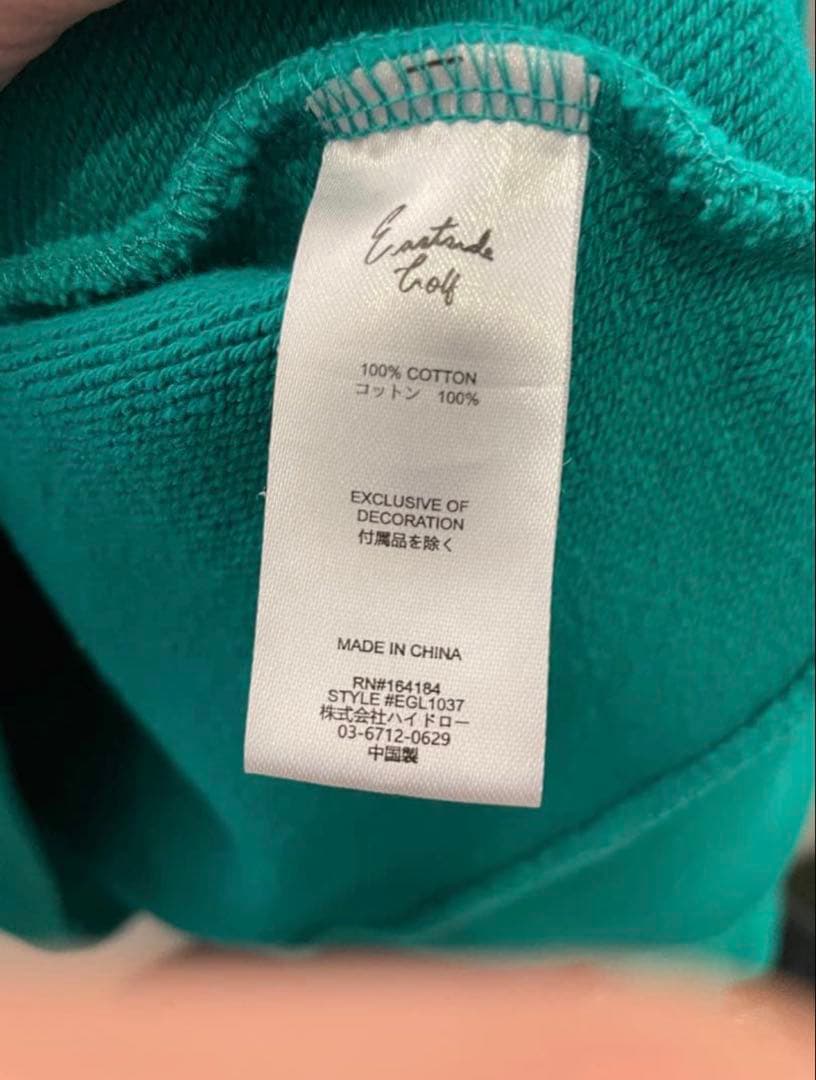 Eastside
Golf
100% COTTON
コットン 100%
EXCLUSIVE OF
DECORATION
付属品を除く
MADE IN CHINA
RN#164184
STYLE #EGL1037
株式会社ハイドロー
03-6712-0629
中国製